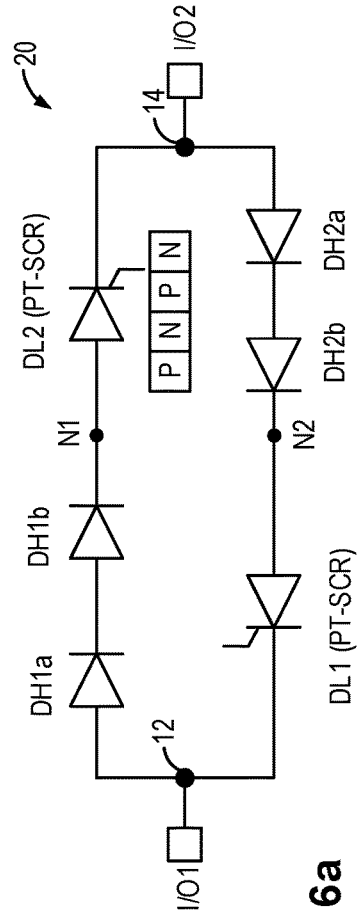 20
I/O2
14
DL2 (PT-SCR)
P N P N
N1
DH1b
DH1a
DH2a
DH2b
N2
DL1 (PT-SCR)
12
I/O1
6a